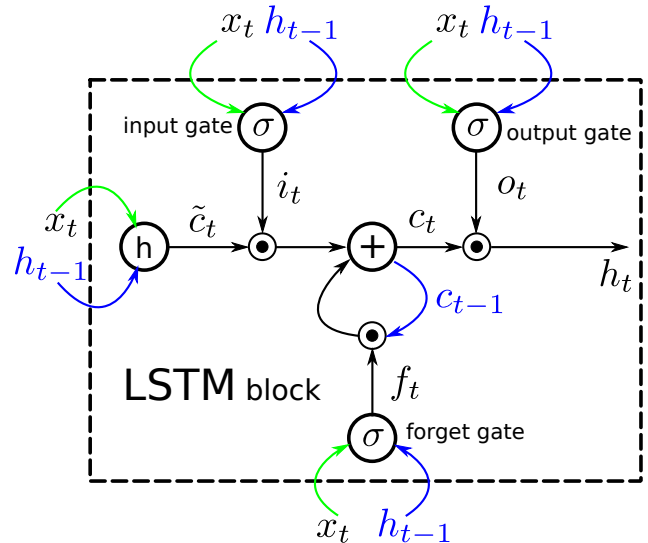 x_t h_{t−1} x_t h_{t−1}
σ σ
input gate output gate
i_t o_t
x_t c̃_t c_t
h + h_t
h_{t−1} c_{t−1}
LSTM block f_t
σ forget gate
x_t h_{t−1}